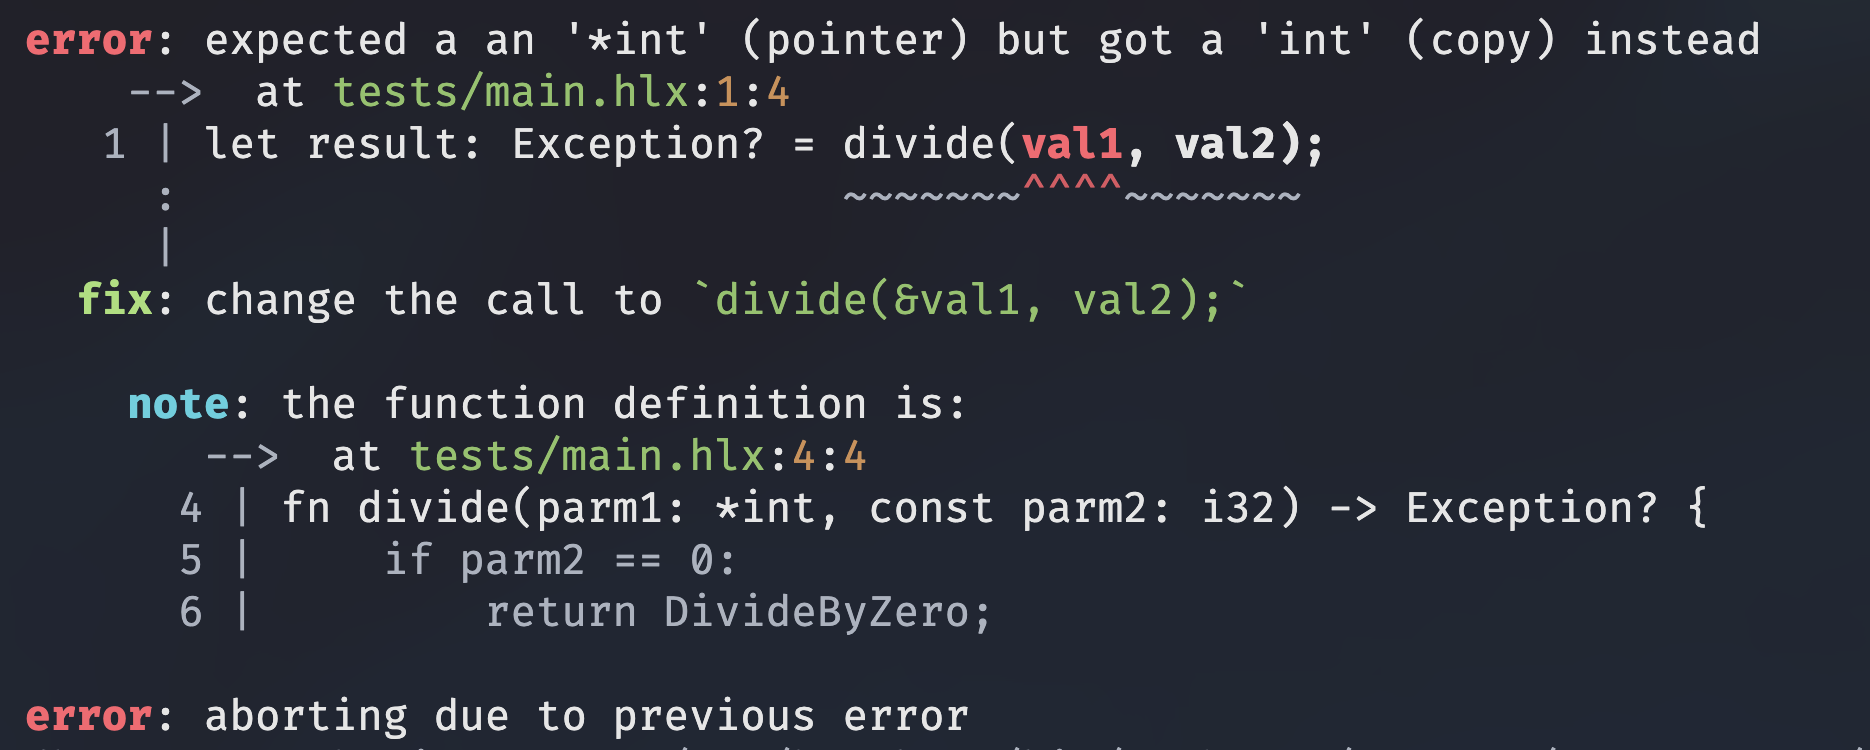 error: expected a an '*int' (pointer) but got a 'int' (copy) instead
    -->  at tests/main.hlx:1:4
   1 | let result: Exception? = divide(val1, val2);
     :                          ~~~~~~~^^^^~~~~~~~
     |
  fix: change the call to `divide(&val1, val2);`

    note: the function definition is:
       -->  at tests/main.hlx:4:4
      4 | fn divide(parm1: *int, const parm2: i32) -> Exception? {
      5 |     if parm2 == 0:
      6 |         return DivideByZero;

error: aborting due to previous error